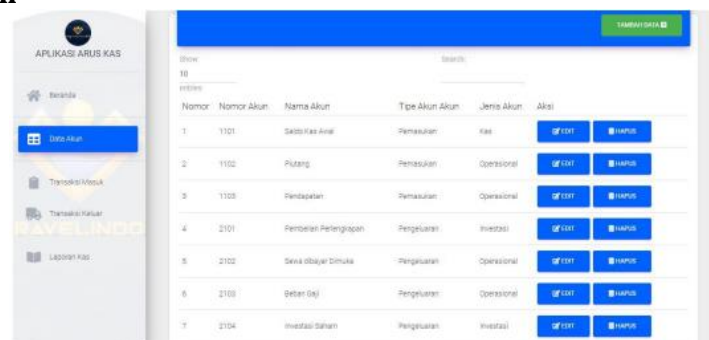 TAMBAH DATA
APLIKASI ARUS KAS
Show
10
entries
Search:
Beranda
Data Akun
Transaksi Masuk
Transaksi Keluar
Laporan Kas
RAVELINDO
Nomor Nomor Akun Nama Akun Tipe Akun Akun Jenis Akun Aksi
1 1101 Saldo Kas Awal Pemasukan Kas EDIT HAPUS
2 1102 Piutang Pemasukan Operasional EDIT HAPUS
3 1103 Pendapatan Pemasukan Operasional EDIT HAPUS
4 2101 Pembelian Perlengkapan Pengeluaran Investasi EDIT HAPUS
5 2102 Sewa dibayar Dimuka Pengeluaran Operasional EDIT HAPUS
6 2103 Beban Gaji Pengeluaran Operasional EDIT HAPUS
7 2104 Investasi Saham Pengeluaran Investasi EDIT HAPUS